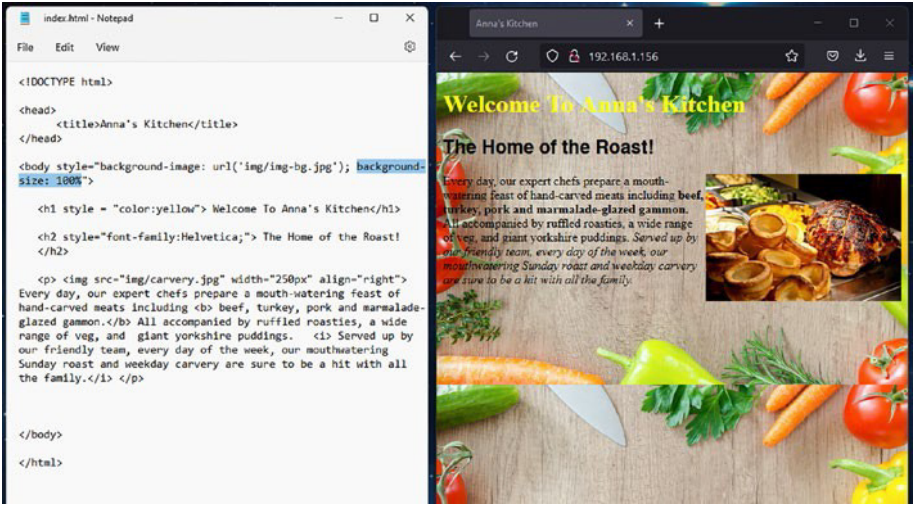 index.html - Notepad
File Edit View
<!DOCTYPE html>
<head>
<title>Anna's Kitchen</title>
</head>
<body style="background-image: url('img/img-bg.jpg'); background-
size: 100%">
<h1 style = "color:yellow"> Welcome To Anna's Kitchen</h1>
<h2 style="font-family:Helvetica;"> The Home of the Roast!
</h2>
<p> <img src="img/carvery.jpg" width="250px" align="right">
Every day, our expert chefs prepare a mouth-watering feast of
hand-carved meats including <b> beef, turkey, pork and marmalade-
glazed gammon.</b> All accompanied by ruffled roasties, a wide
range of veg, and giant yorkshire puddings. <i> Served up by
our friendly team, every day of the week, our mouthwatering
Sunday roast and weekday carvery are sure to be a hit with all
the family.</i> </p>
</body>
</html>
Anna's Kitchen
192.168.1.156
Welcome To Anna's Kitchen
The Home of the Roast!
Every day, our expert chefs prepare a mouth-
watering feast of hand-carved meats including beef,
turkey, pork and marmalade-glazed gammon.
All accompanied by ruffled roasties, a wide range
of veg, and giant yorkshire puddings. Served up by
our friendly team, every day of the week, our
mouthwatering Sunday roast and weekday carvery
are sure to be a hit with all the family.